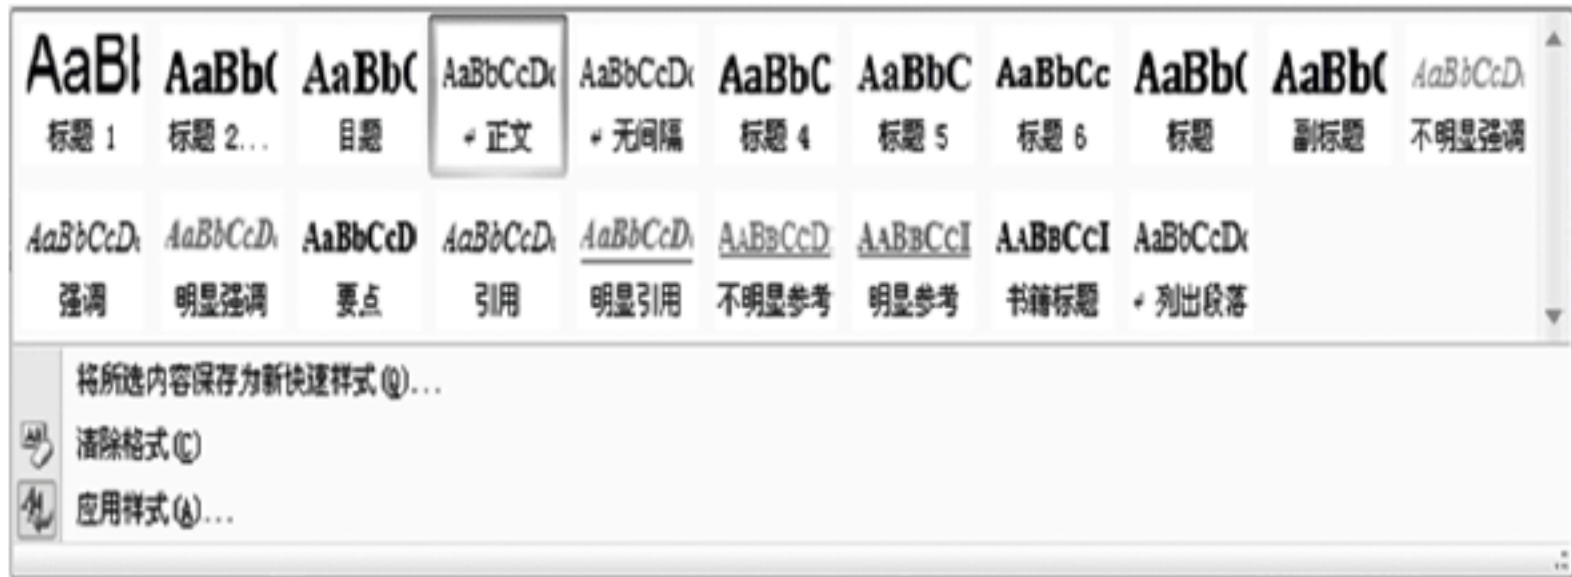 AaBl AaBb( AaBb( AaBbCcDc AaBbCcDc AaBbC AaBbC AaBbCc AaBb( AaBb( AaBbCcD
标题 1 标题 2... 目题 ↲ 正文 ↲ 无间隔 标题 4 标题 5 标题 6 标题 副标题 不明显强调
AaBbCcD AaBbCcD AaBbCcD AaBbCcD AaBbCcD AABBCCD AABBCCI AABBCCI AaBbCcDc
强调 明显强调 要点 引用 明显引用 不明显参考 明显参考 书籍标题 ↲ 列出段落
将所选内容保存为新快速样式(Q)...
清除格式(C)
应用样式(A)...